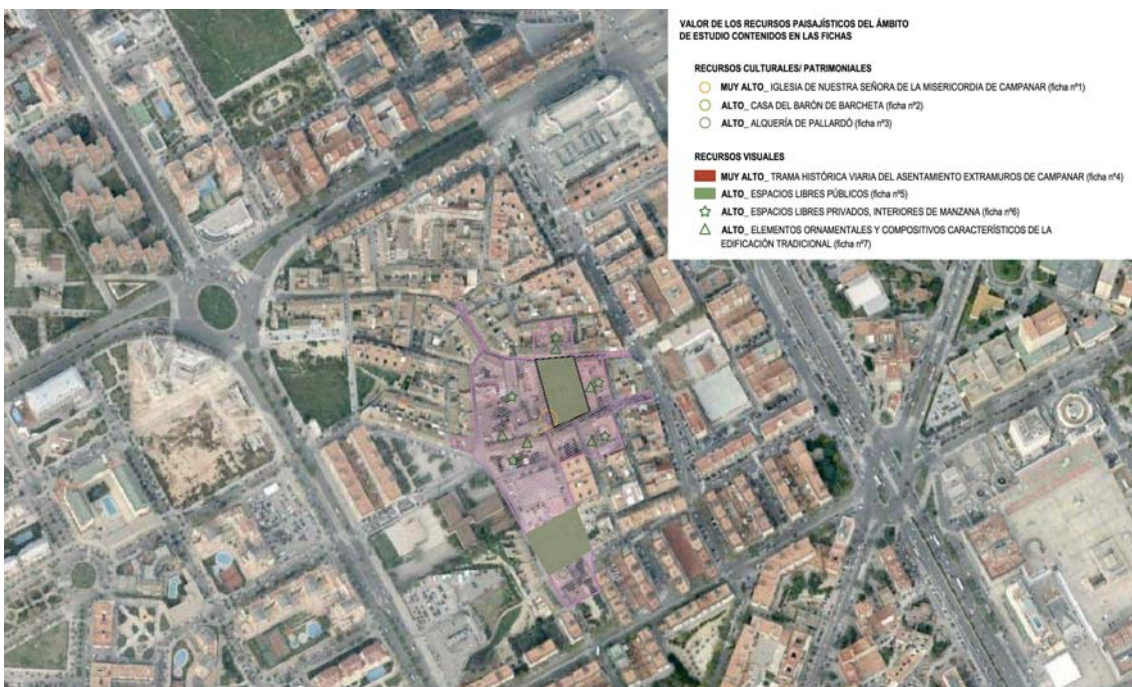 VALOR DE LOS RECURSOS PAISAJÍSTICOS DEL ÁMBITO
DE ESTUDIO CONTENIDOS EN LAS FICHAS
RECURSOS CULTURALES/ PATRIMONIALES
MUY ALTO_ IGLESIA DE NUESTRA SEÑORA DE LA MISERICORDIA DE CAMPANAR (ficha nº1)
ALTO_ CASA DEL BARÓN DE BARCHETA (ficha nº2)
ALTO_ ALQUERÍA DE PALLARDÓ (ficha nº3)
RECURSOS VISUALES
MUY ALTO_ TRAMA HISTÓRICA VIARIA DEL ASENTAMIENTO EXTRAMUROS DE CAMPANAR (ficha nº4)
ALTO_ ESPACIOS LIBRES PÚBLICOS (ficha nº5)
ALTO_ ESPACIOS LIBRES PRIVADOS, INTERIORES DE MANZANA (ficha nº6)
ALTO_ ELEMENTOS ORNAMENTALES Y COMPOSITIVOS CARACTERÍSTICOS DE LA
EDIFICACIÓN TRADICIONAL (ficha nº7)